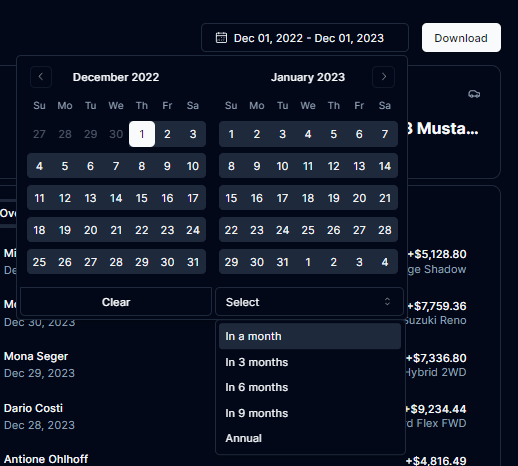 Dec 01, 2022 - Dec 01, 2023
Download
December 2022
January 2023
Su Mo Tu We Th Fr Sa
Su Mo Tu We Th Fr Sa
27 28 29 30 1 2 3
1 2 3 4 5 6 7
4 5 6 7 8 9 10
8 9 10 11 12 13 14
11 12 13 14 15 16 17
15 16 17 18 19 20 21
18 19 20 21 22 23 24
22 23 24 25 26 27 28
25 26 27 28 29 30 31
29 30 31 1 2 3 4
Clear
Select
In a month
In 3 months
In 6 months
In 9 months
Annual
Musta...
Ov
Mi
De
+$5,128.80
ge Shadow
Mo
Dec 30, 2023
+$7,759.36
Suzuki Reno
Mona Seger
Dec 29, 2023
+$7,336.80
Hybrid 2WD
Dario Costi
Dec 28, 2023
+$9,234.44
rd Flex FWD
Antione Ohlhoff
+$4,816.49